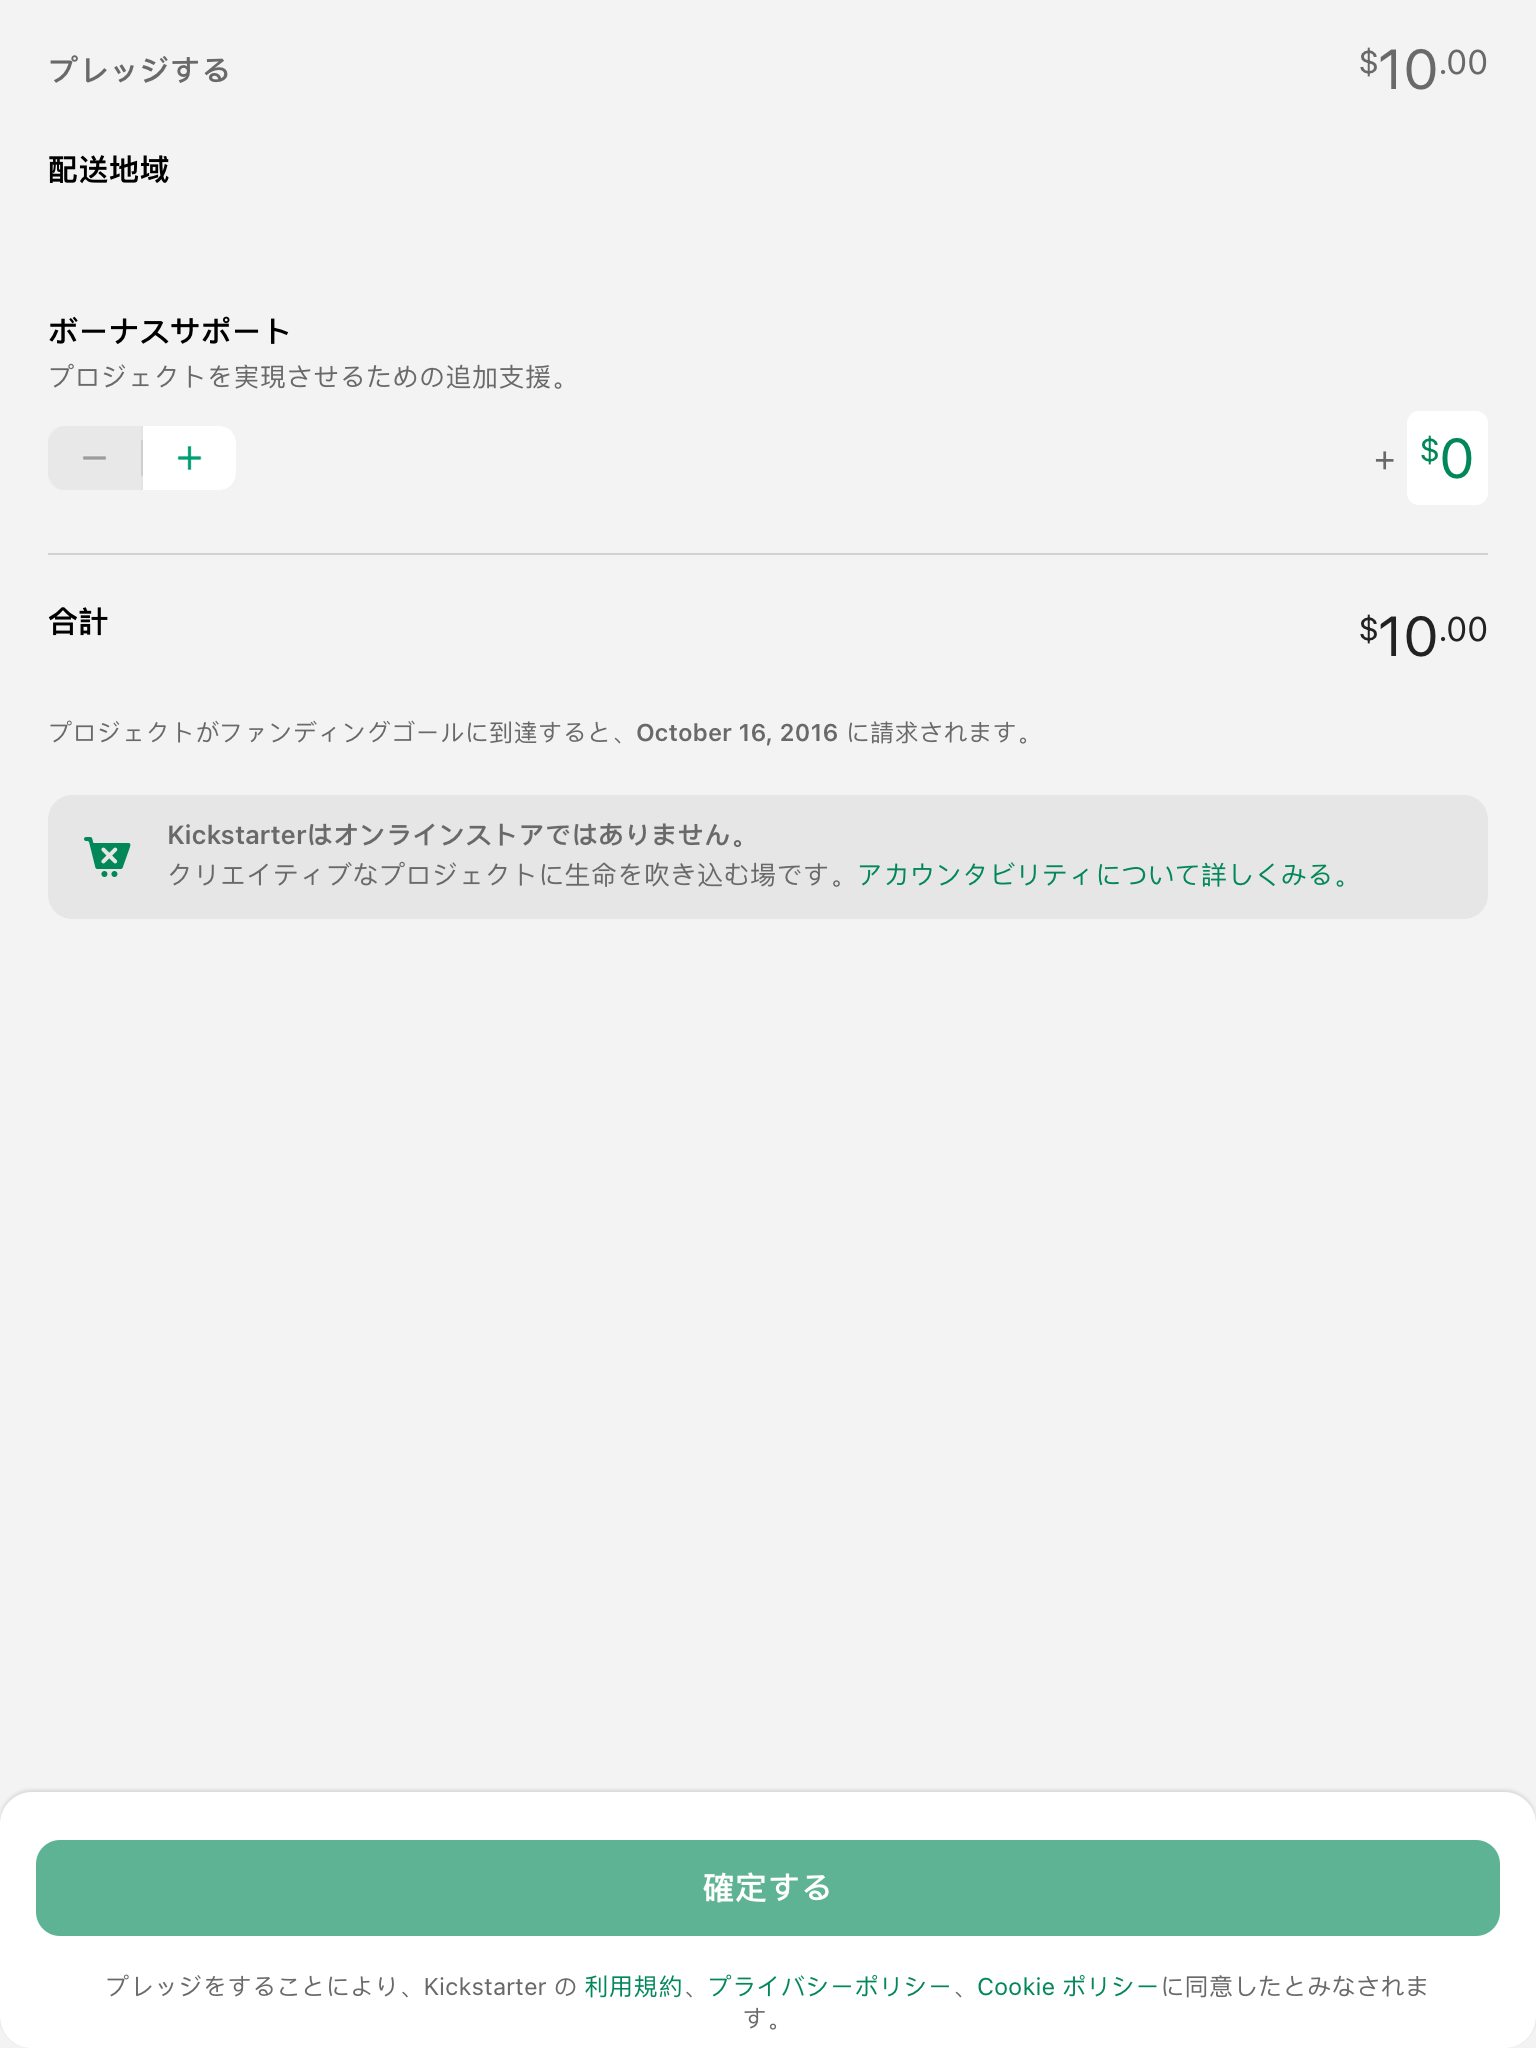 プレッジする
$10.00
配送地域
ボーナスサポート
プロジェクトを実現させるための追加支援。
− +
+ $0
合計
$10.00
プロジェクトがファンディングゴールに到達すると、October 16, 2016 に請求されます。
Kickstarterはオンラインストアではありません。
クリエイティブなプロジェクトに生命を吹き込む場です。アカウンタビリティについて詳しくみる。
確定する
プレッジをすることにより、Kickstarter の 利用規約、プライバシーポリシー、Cookie ポリシーに同意したとみなされま
す。